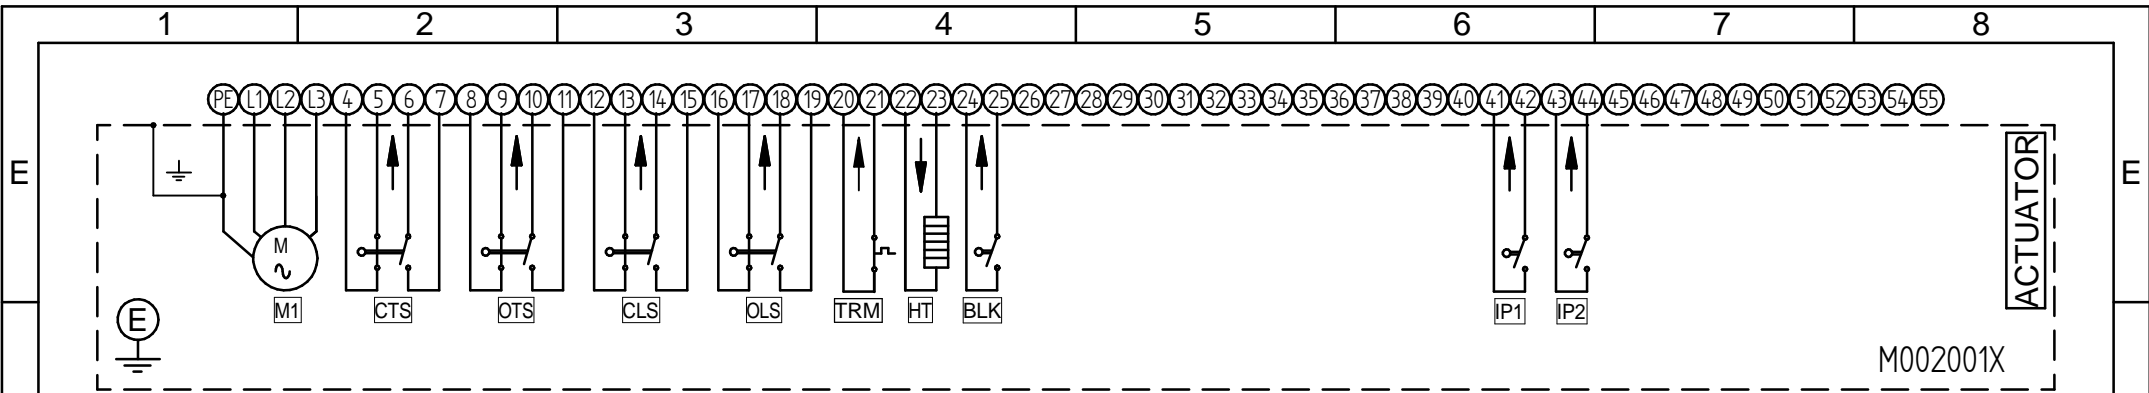 1 2 3 4 5 6 7 8
PE L1 L2 L3 4 5 6 7 8 9 10 11 12 13 14 15 16 17 18 19 20 21 22 23 24 25 26 27 28 29 30 31 32 33 34 35 36 37 38 39 40 41 42 43 44 45 46 47 48 49 50 51 52 53 54 55
E
E
ACTUATOR
M
M1 CTS OTS CLS OLS TRM HT BLK IP1 IP2
E
M002001X